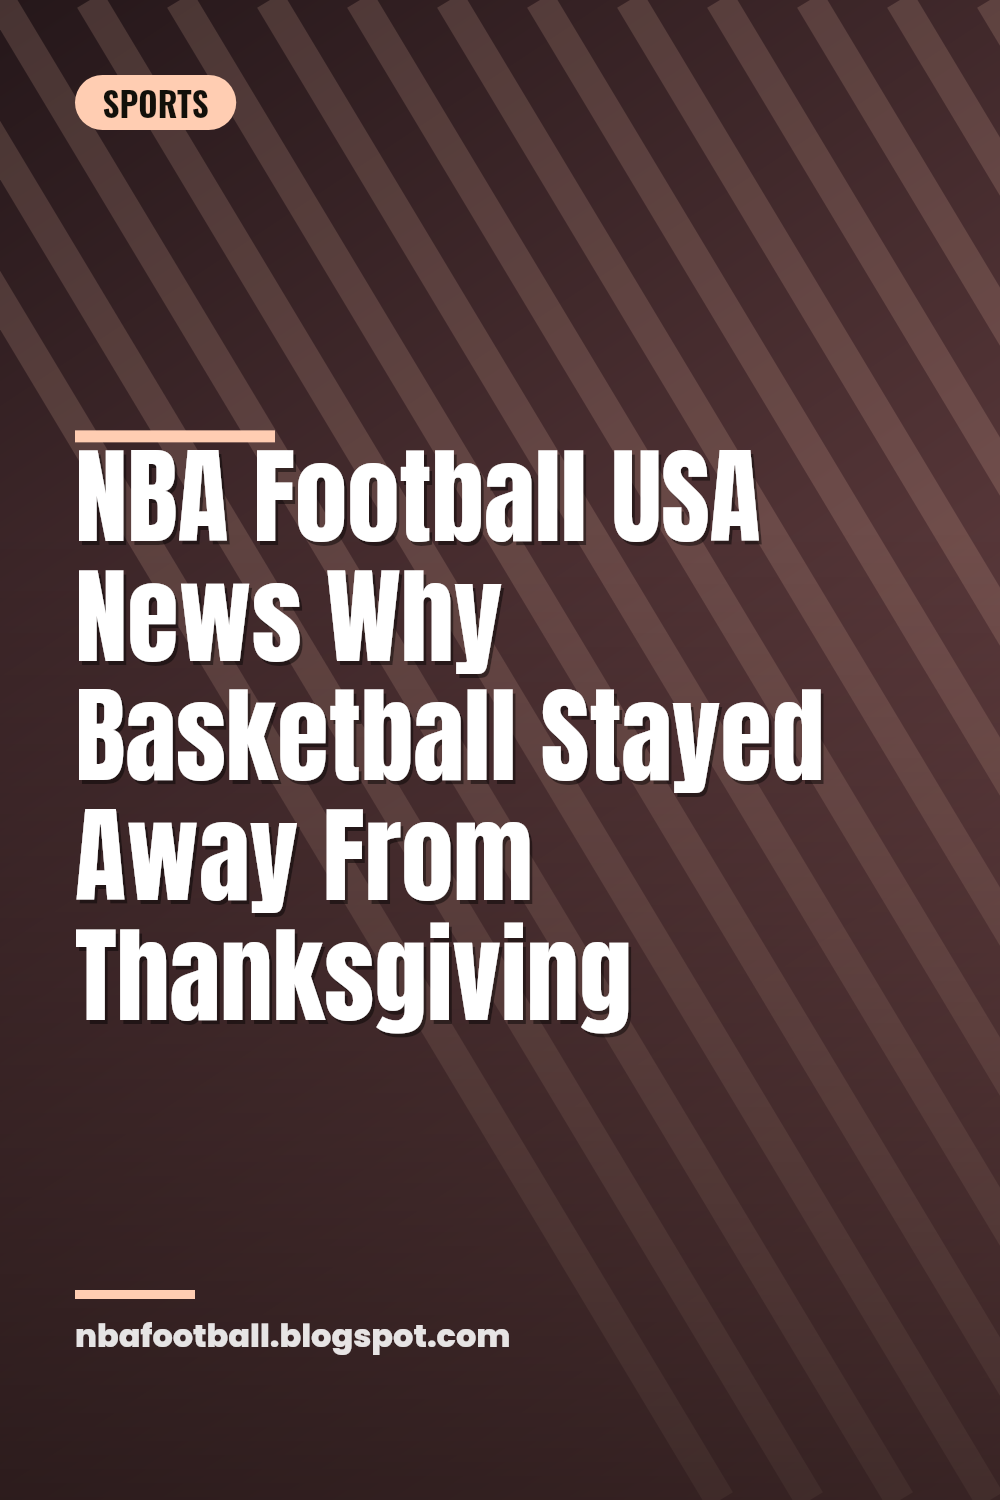 SPORTS
NBA Football USA
News Why
Basketball Stayed
Away From
Thanksgiving
nbafootball.blogspot.com